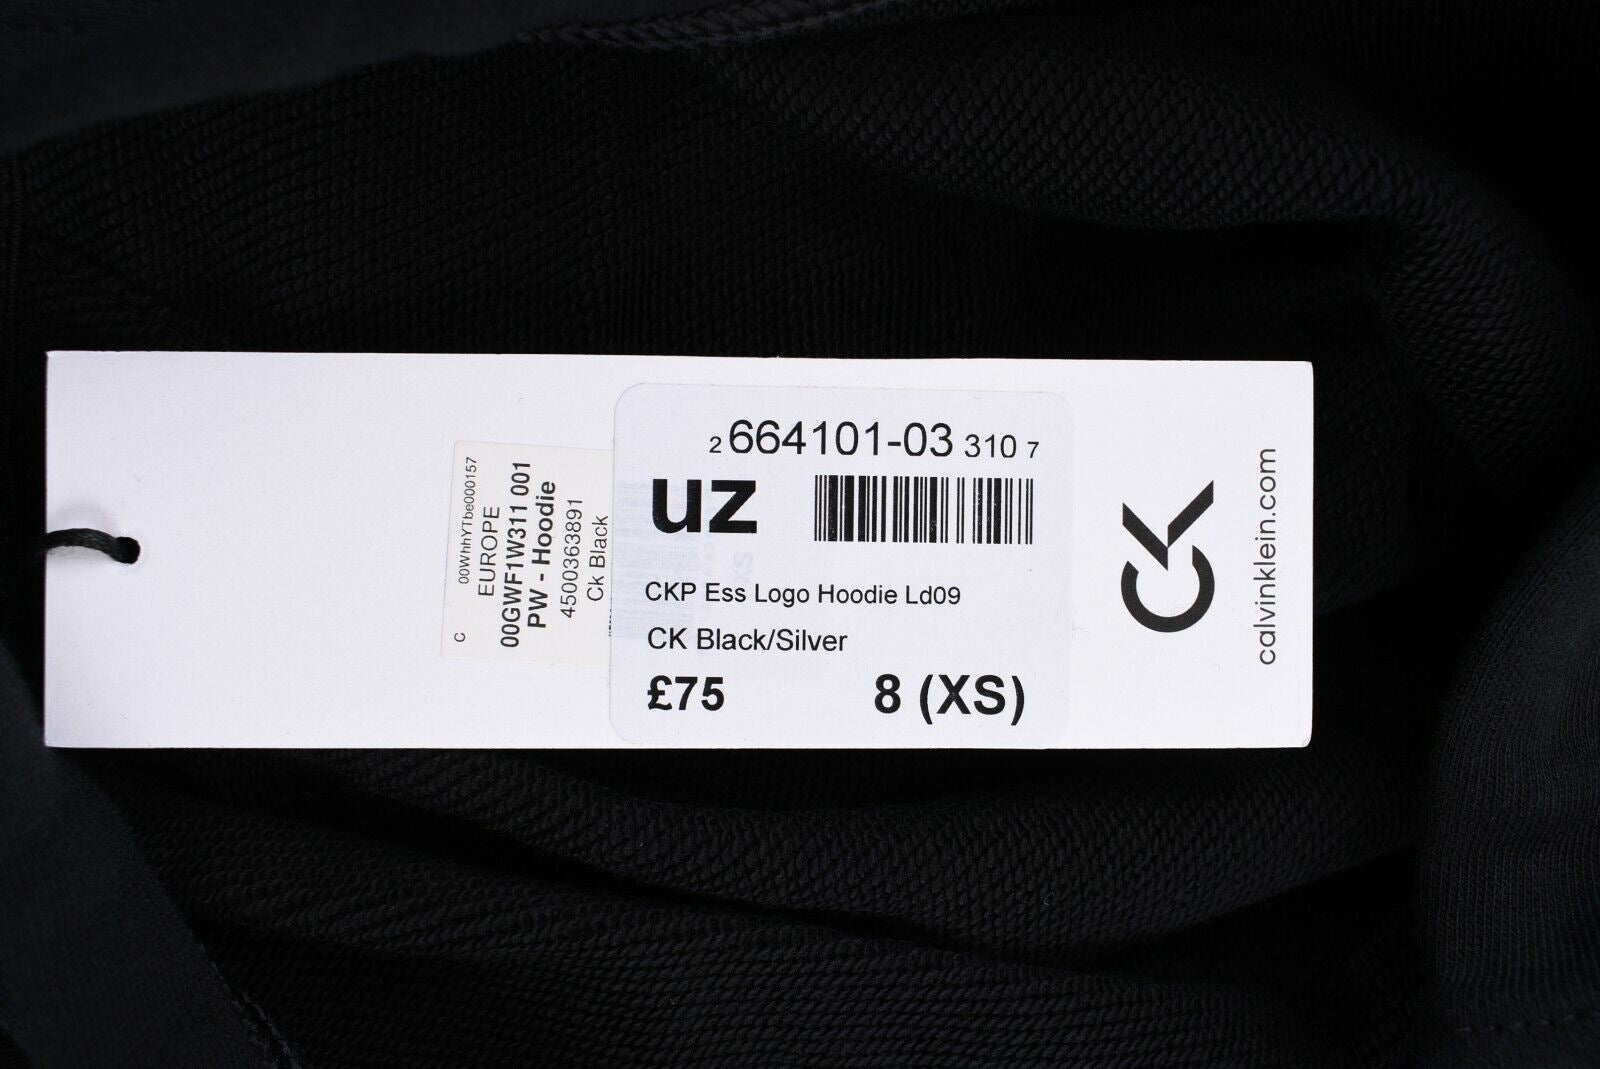 2 664101-03 310 7
uz
CKP Ess Logo Hoodie Ld09
CK Black/Silver
£75 8 (XS)
C 00WhhYTbe000157
EUROPE
00GWF1W311 001
PW - Hoodie
4500363891
Ck Black
XS
CK
calvinklein.com